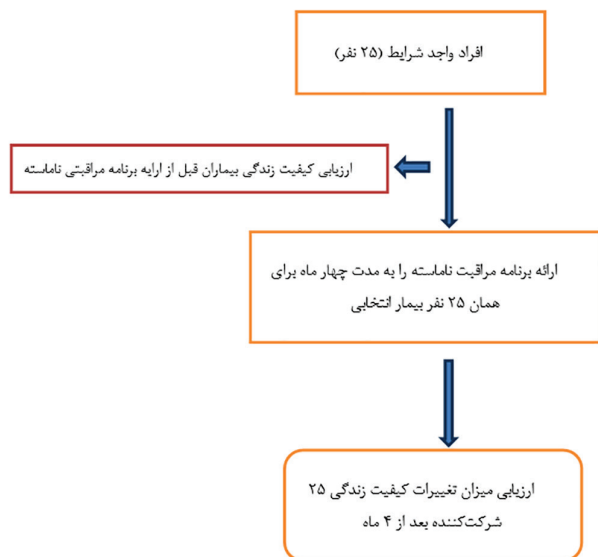 افراد واجد شرایط (۲۵ نفر)
ارزیابی کیفیت زندگی بیماران قبل از ارایه برنامه مراقبتی ناماسته
ارائه برنامه مراقبت ناماسته را به مدت چهار ماه برای
همان ۲۵ نفر بیمار انتخابی
ارزیابی میزان تغییرات کیفیت زندگی ۲۵
شرکت‌کننده بعد از ۴ ماه